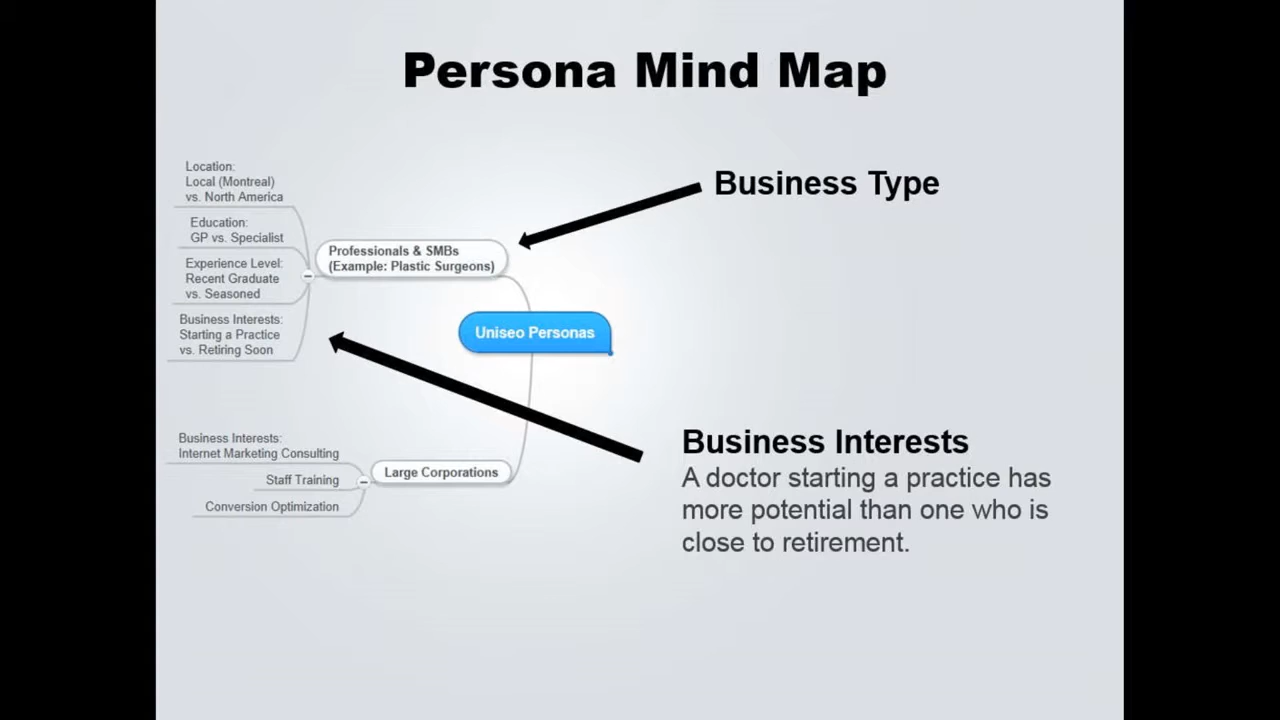 Persona Mind Map
Location:
Local (Montreal)
vs. North America
Education:
GP vs. Specialist
Experience Level:
Recent Graduate
vs. Seasoned
Business Interests:
Starting a Practice
vs. Retiring Soon
Professionals & SMBs
(Example: Plastic Surgeons)
Business Type
Uniseo Personas
Business Interests:
Internet Marketing Consulting
Staff Training
Conversion Optimization
Large Corporations
Business Interests
A doctor starting a practice has
more potential than one who is
close to retirement.